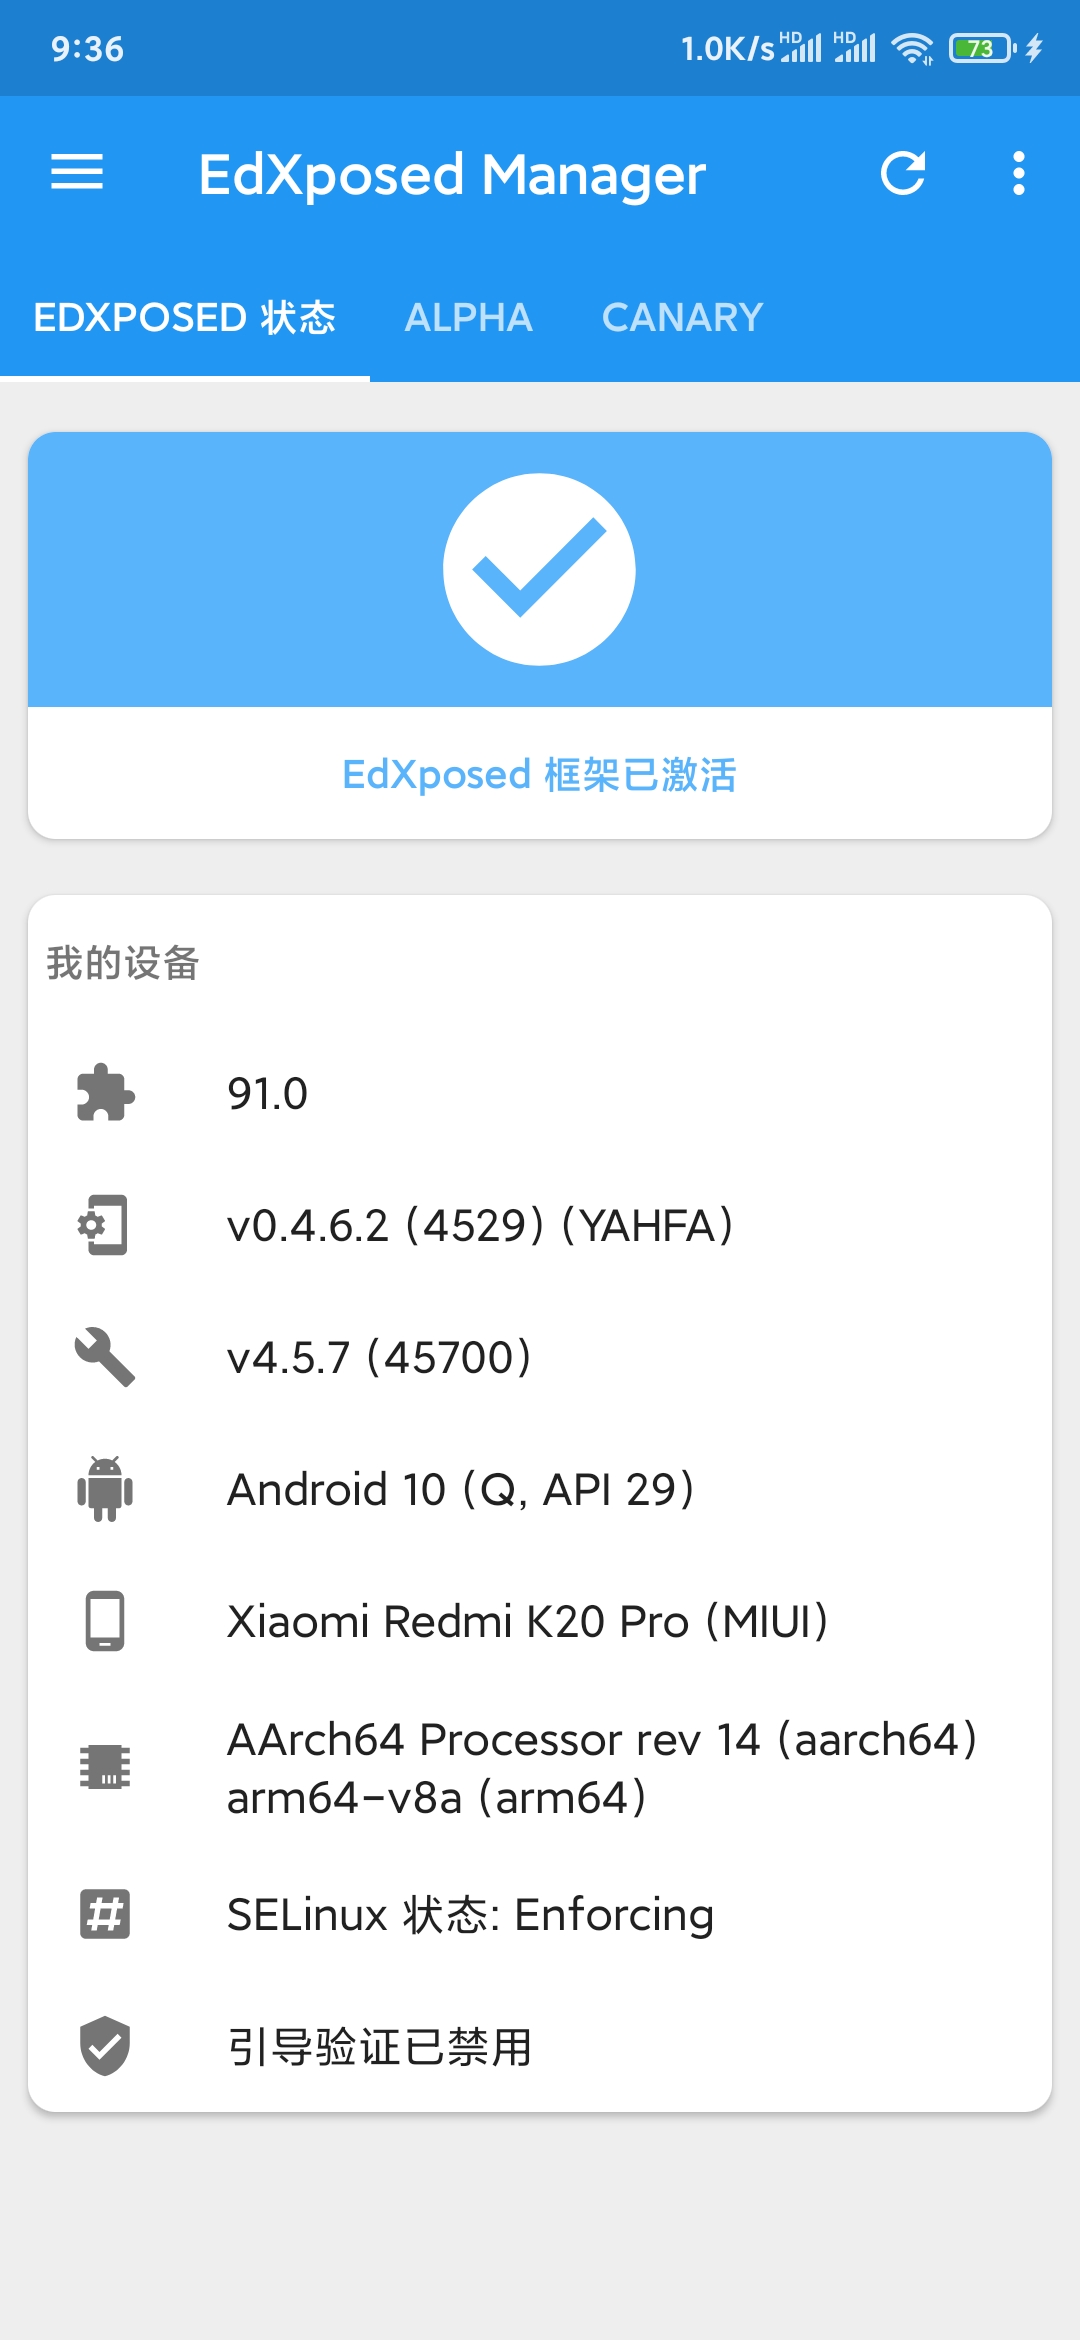 9:36
1.0K/s HD HD 73
EdXposed Manager
EDXPOSED 状态 ALPHA CANARY
EdXposed 框架已激活
我的设备
91.0
v0.4.6.2 (4529) (YAHFA)
v4.5.7 (45700)
Android 10 (Q, API 29)
Xiaomi Redmi K20 Pro (MIUI)
AArch64 Processor rev 14 (aarch64)
arm64-v8a (arm64)
SELinux 状态: Enforcing
引导验证已禁用